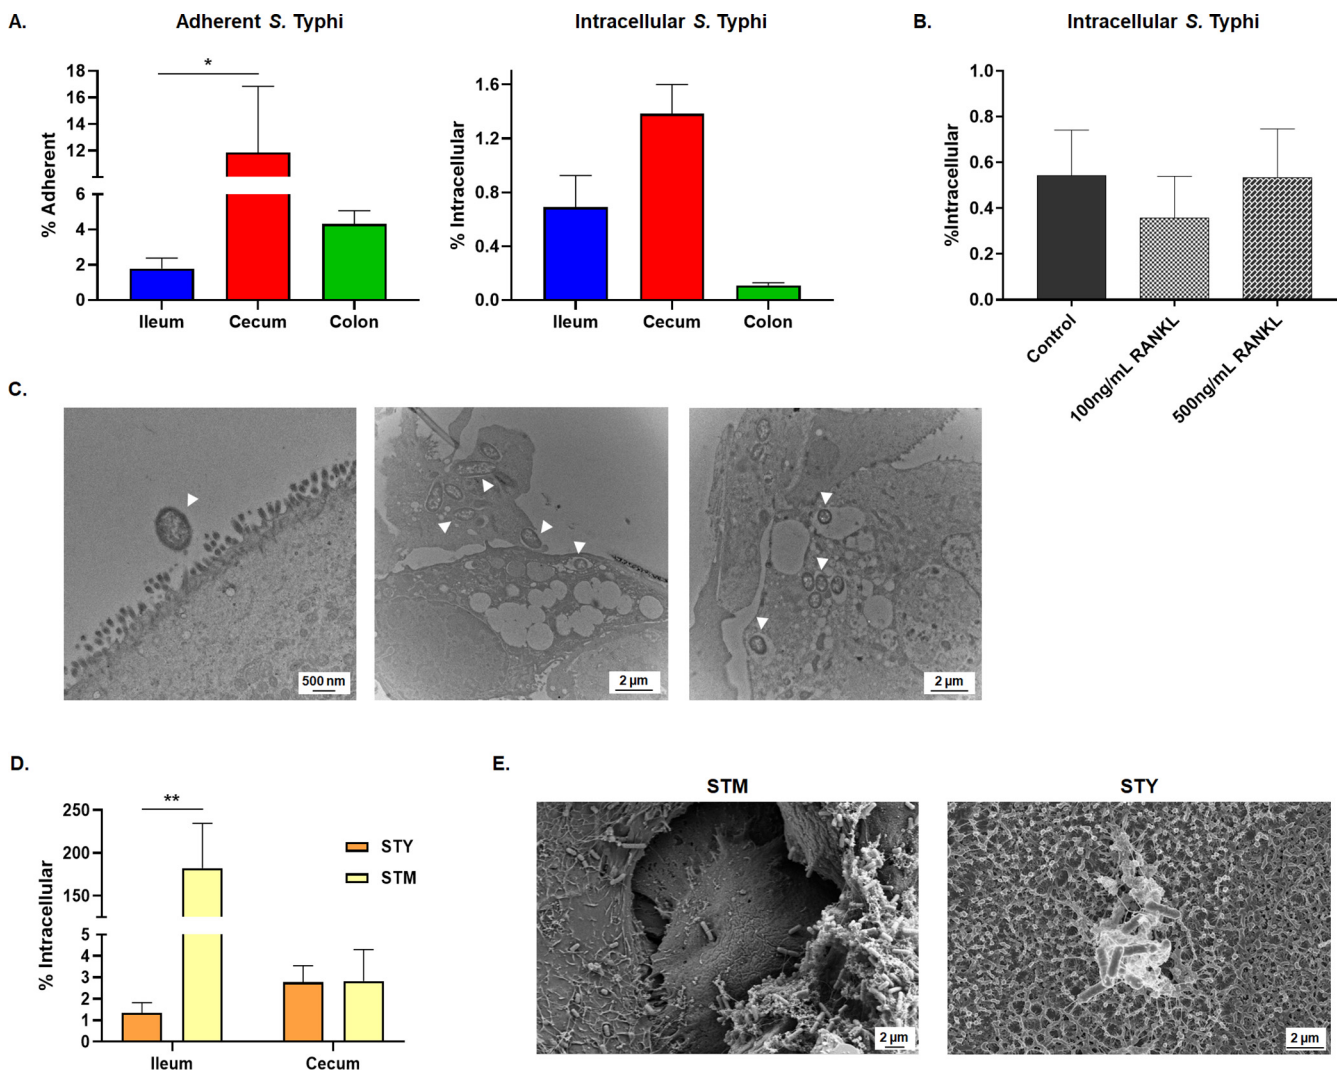 A.
Adherent S. Typhi
Intracellular S. Typhi
B.
Intracellular S. Typhi
% Adherent
18
16
14
12
6
4
2
0
*
Ileum
Cecum
Colon
% Intracellular
1.6
1.2
0.8
0.4
0.0
Ileum
Cecum
Colon
%Intracellular
1.0
0.8
0.6
0.4
0.2
0.0
Control
100ng/mL RANKL
500ng/mL RANKL
C.
500 nm
2 µm
2 µm
D.
% Intracellular
250
200
150
5
4
3
2
1
0
**
STY
STM
Ileum
Cecum
E.
STM
STY
2 µm
2 µm